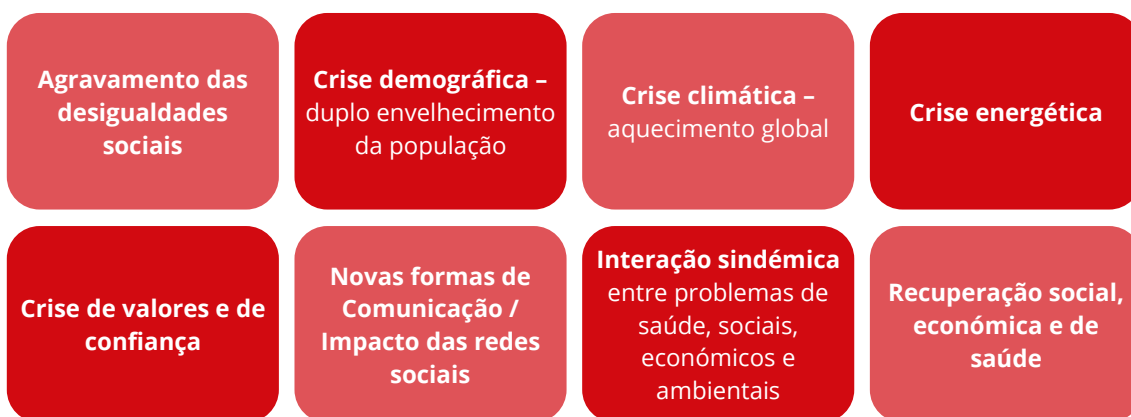 Agravamento das
desigualdades
sociais
Crise demográfica –
duplo envelhecimento
da população
Crise climática –
aquecimento global
Crise energética
Crise de valores e de
confiança
Novas formas de
Comunicação /
Impacto das redes
sociais
Interação sindémica
entre problemas de
saúde, sociais,
económicos e
ambientais
Recuperação social,
económica e de
saúde